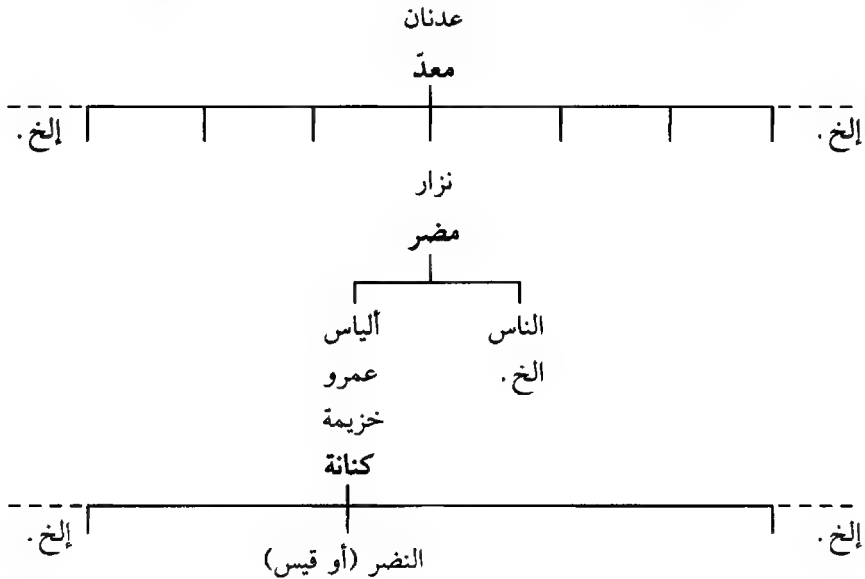 عدنان
معدّ
إلخ. إلخ.
نزار
مضر
الناس ألياس
الخ. عمرو
خزيمة
كنانة
إلخ. إلخ.
النضر (أو قيس)